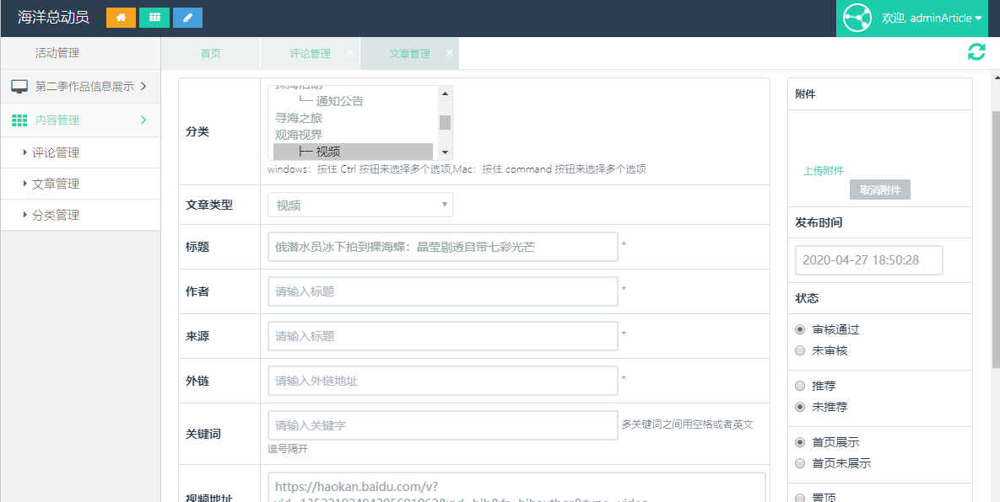 海洋总动员
欢迎, adminArticle
活动管理
首页
评论管理 ×
文章管理 ×
第二季作品信息展示
内容管理
评论管理
文章管理
分类管理
分类
探海活动
└─ 通知公告
寻海之旅
观海视界
├─ 视频
windows：按住 Ctrl 按钮来选择多个选项,Mac：按住 command 按钮来选择多个选项
文章类型
视频
标题
俄潜水员冰下拍到裸海蝶：晶莹剔透自带七彩光芒 *
作者
请输入标题 *
来源
请输入标题 *
外链
请输入外链地址 *
关键词
请输入关键字 多关键词之间用空格或者英文
逗号隔开
视频地址
https://haokan.baidu.com/v?
附件
上传附件
取消附件
发布时间
2020-04-27 18:50:28
状态
审核通过
未审核
推荐
未推荐
首页展示
首页未展示
置顶